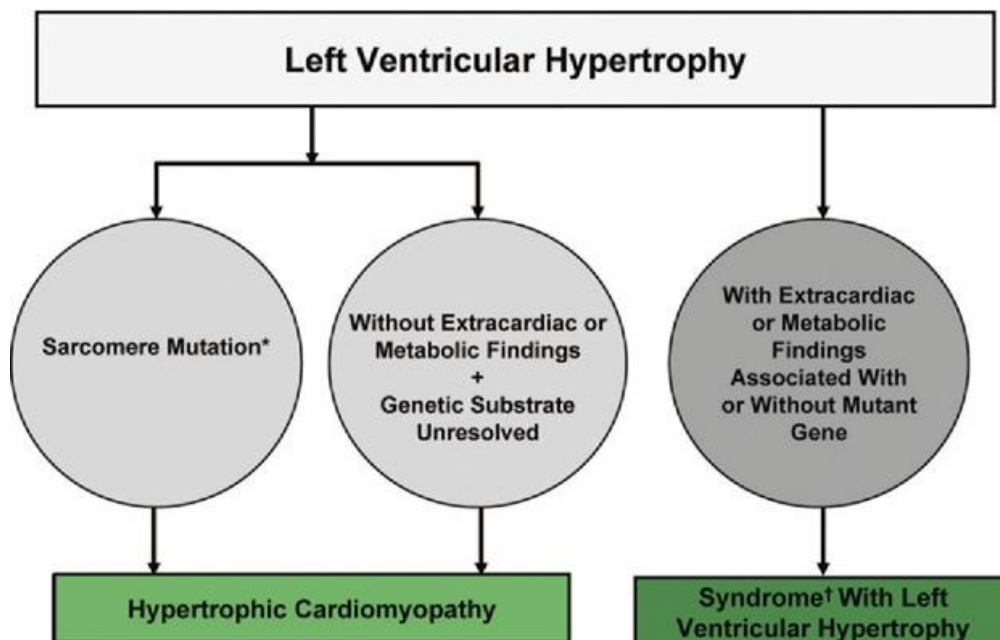 Left Ventricular Hypertrophy
Sarcomere Mutation*
Without Extracardiac or
Metabolic Findings
+
Genetic Substrate
Unresolved
With Extracardiac
or Metabolic
Findings
Associated With
or Without Mutant
Gene
Hypertrophic Cardiomyopathy
Syndrome† With Left
Ventricular Hypertrophy